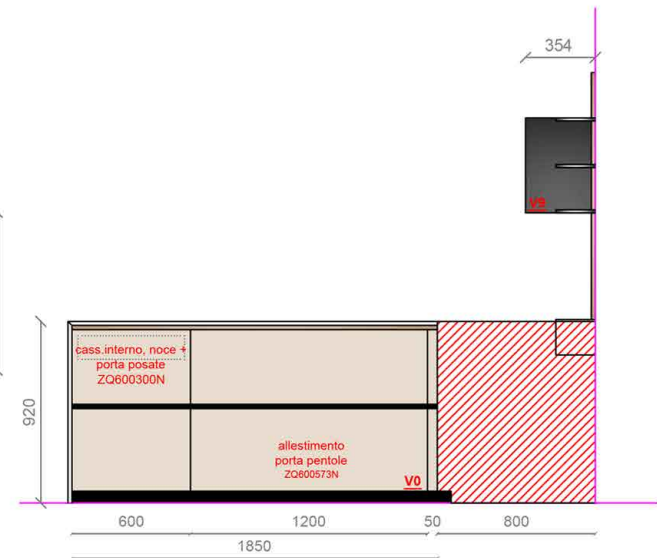 354
V9
cass.interno, noce +
porta posate
ZQ600300N
920
allestimento
porta pentole
ZQ600573N
V0
600 1200 50 800
1850